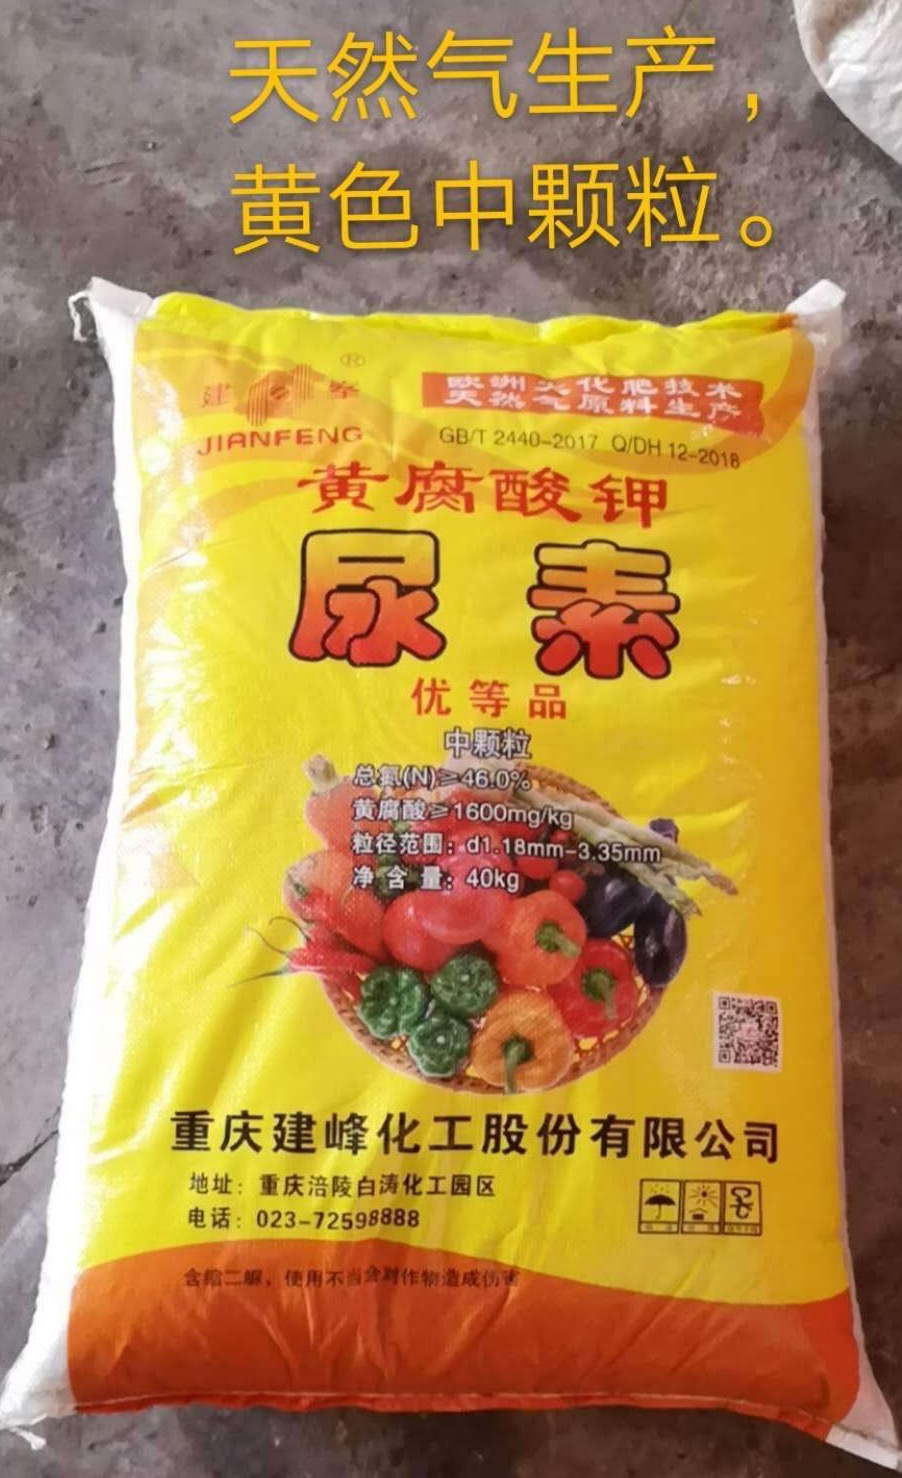 天然气生产，
黄色中颗粒。
建峰®
JIANFENG
欧洲大化肥技术
天然气原料生产
GB/T 2440-2017 Q/DH 12-2018
黄腐酸钾
尿素
优等品
中颗粒
总氮(N)≥46.0%
黄腐酸≥1600mg/kg
粒径范围：d1.18mm-3.35mm
净含量：40kg
重庆建峰化工股份有限公司
地址：重庆涪陵白涛化工园区
电话：023-72598888
含缩二脲，使用不当会对作物造成伤害